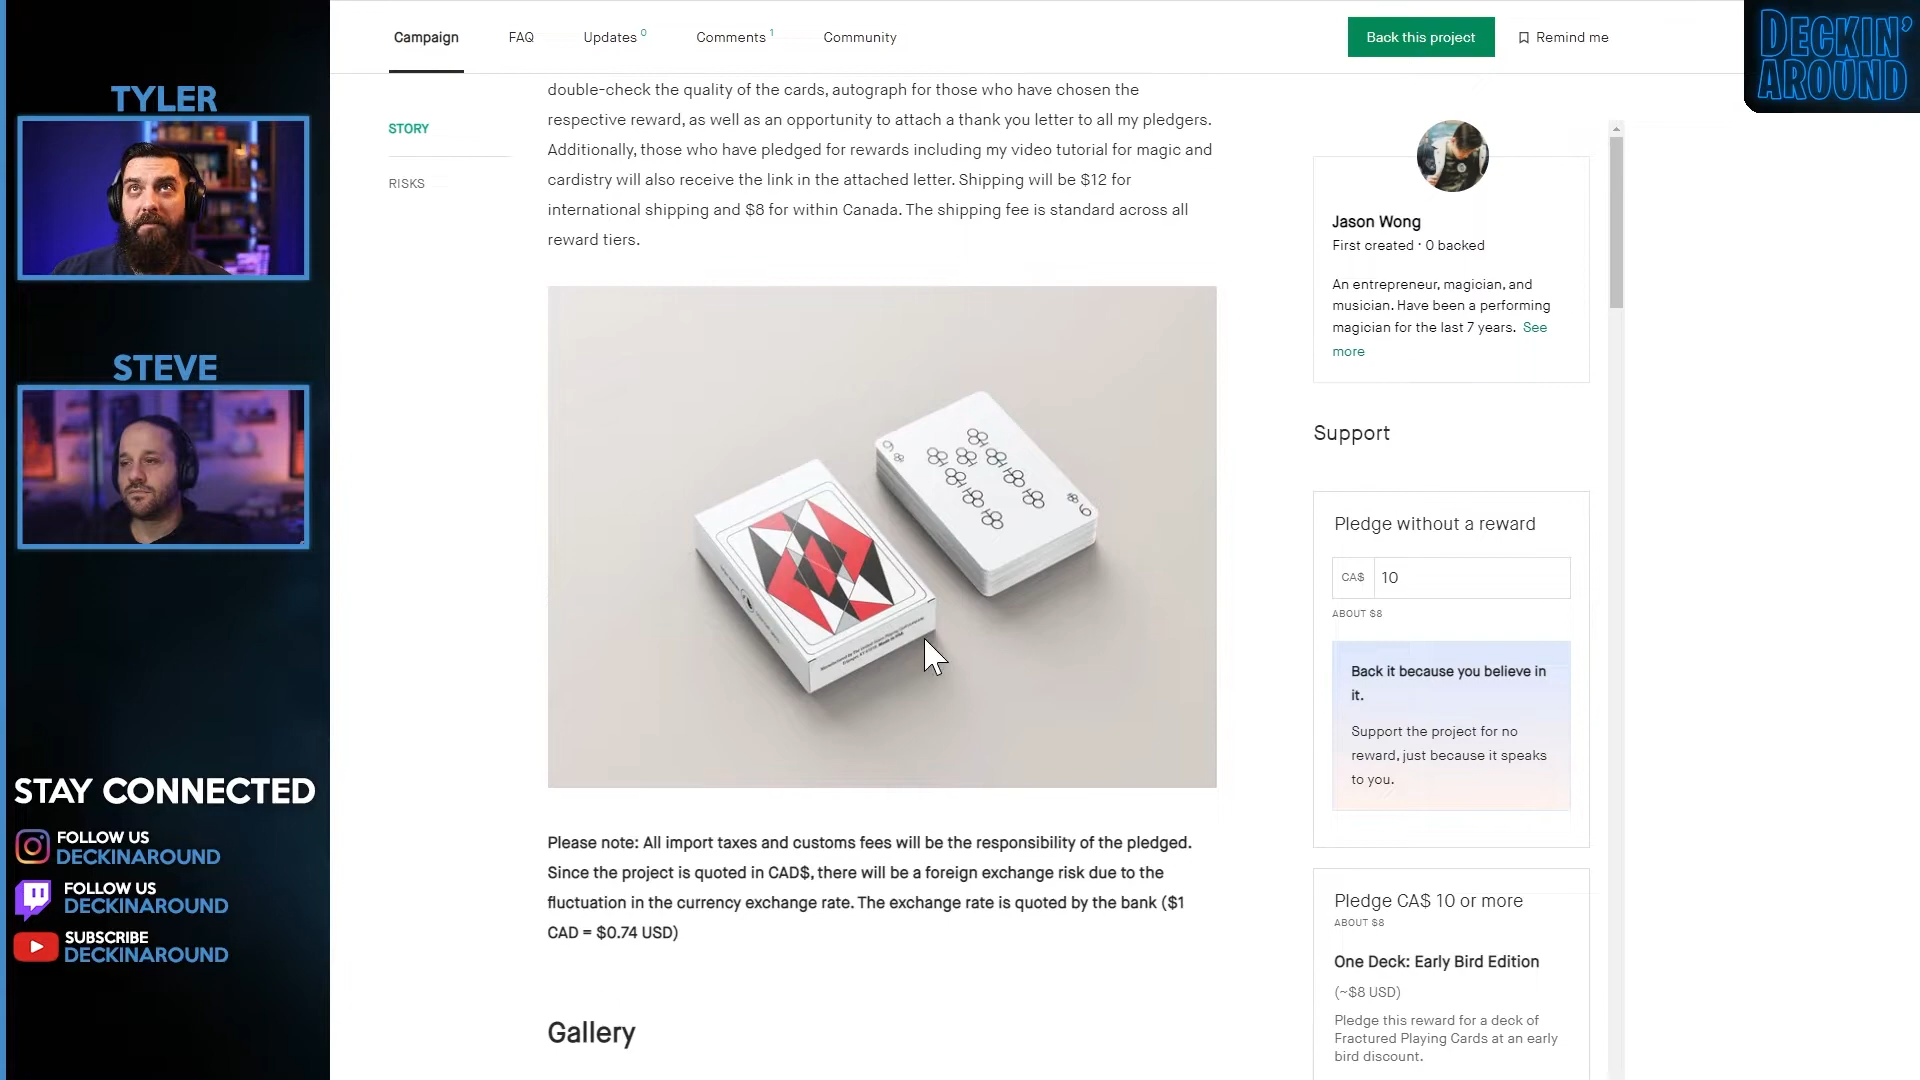 TYLER
STEVE
STAY CONNECTED
FOLLOW US
DECKINAROUND
FOLLOW US
DECKINAROUND
SUBSCRIBE
DECKINAROUND
Campaign
FAQ
Updates 0
Comments 1
Community
Back this project
Remind me
DECKIN'
AROUND
STORY
RISKS
double-check the quality of the cards, autograph for those who have chosen the
respective reward, as well as an opportunity to attach a thank you letter to all my pledgers.
Additionally, those who have pledged for rewards including my video tutorial for magic and
cardistry will also receive the link in the attached letter. Shipping will be $12 for
international shipping and $8 for within Canada. The shipping fee is standard across all
reward tiers.
9
9
Please note: All import taxes and customs fees will be the responsibility of the pledged.
Since the project is quoted in CAD$, there will be a foreign exchange risk due to the
fluctuation in the currency exchange rate. The exchange rate is quoted by the bank ($1
CAD = $0.74 USD)
Gallery
Jason Wong
First created · 0 backed
An entrepreneur, magician, and
musician. Have been a performing
magician for the last 7 years. See
more
Support
Pledge without a reward
CA$ 10
ABOUT $8
Back it because you believe in
it.
Support the project for no
reward, just because it speaks
to you.
Pledge CA$ 10 or more
ABOUT $8
One Deck: Early Bird Edition
(~$8 USD)
Pledge this reward for a deck of
Fractured Playing Cards at an early
bird discount.